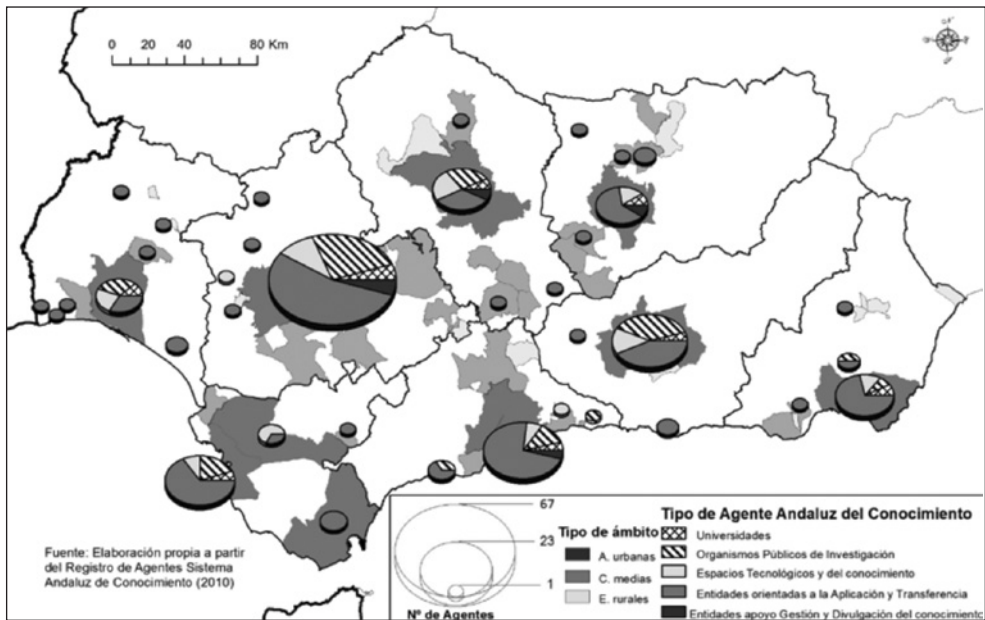 0 20 40 80 Km
67
23
1
Nº de Agentes
Tipo de ámbito
A. urbanas
C. medias
E. rurales
Tipo de Agente Andaluz del Conocimiento
Universidades
Organismos Públicos de Investigación
Espacios Tecnológicos y del conocimiento
Entidades orientadas a la Aplicación y Transferencia
Entidades apoyo Gestión y Divulgación del conocimiento
Fuente: Elaboración propia a partir
del Registro de Agentes Sistema
Andaluz de Conocimiento (2010)